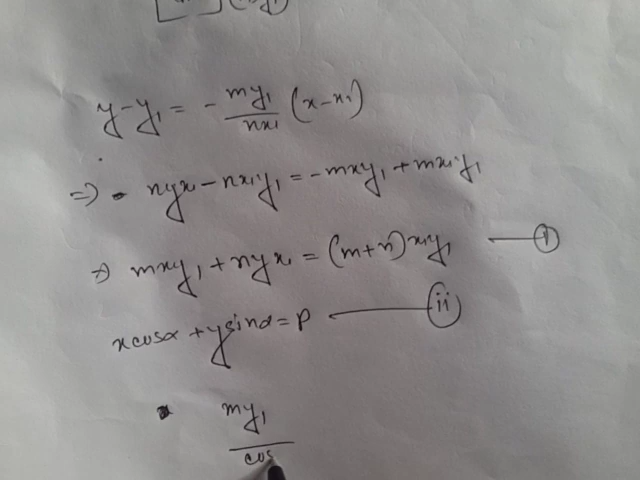 y-y₁ = - my₁/nx₁ (x-x₁)
⇒ nyx₁ - nx₁y₁ = -mxy₁ + mx₁y₁
⇒ mxy₁ + nyx₁ = (m+n)x₁y₁ — (i)
xcosα + ysinα = p — (ii)
my₁/cos